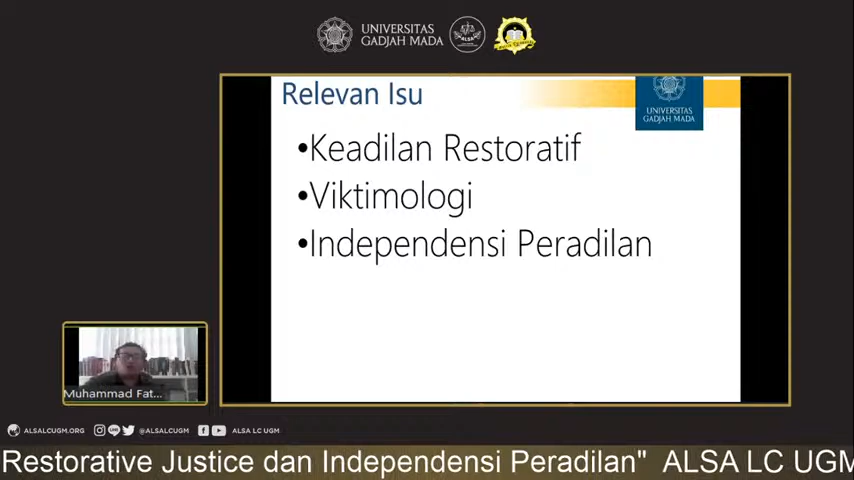 UNIVERSITAS
GADJAH MADA
ALSA
Relevan Isu
UNIVERSITAS
GADJAH MADA
•Keadilan Restoratif
•Viktimologi
•Independensi Peradilan
Muhammad Fat...
ALSALCUGM.ORG
@ALSALCUGM
ALSA LC UGM
Restorative Justice dan Independensi Peradilan" ALSA LC UGM